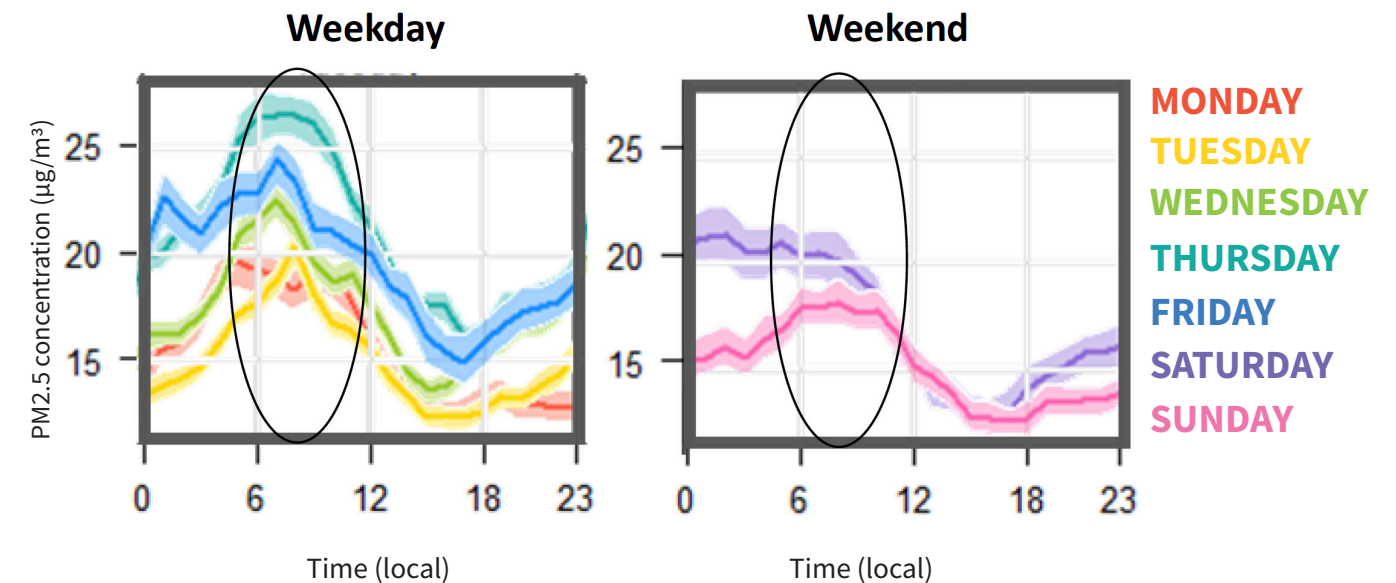 Weekday
Weekend
PM2.5 concentration (µg/m³)
25
20
15
0 6 12 18 23
Time (local)
25
20
15
0 6 12 18 23
Time (local)
MONDAY
TUESDAY
WEDNESDAY
THURSDAY
FRIDAY
SATURDAY
SUNDAY